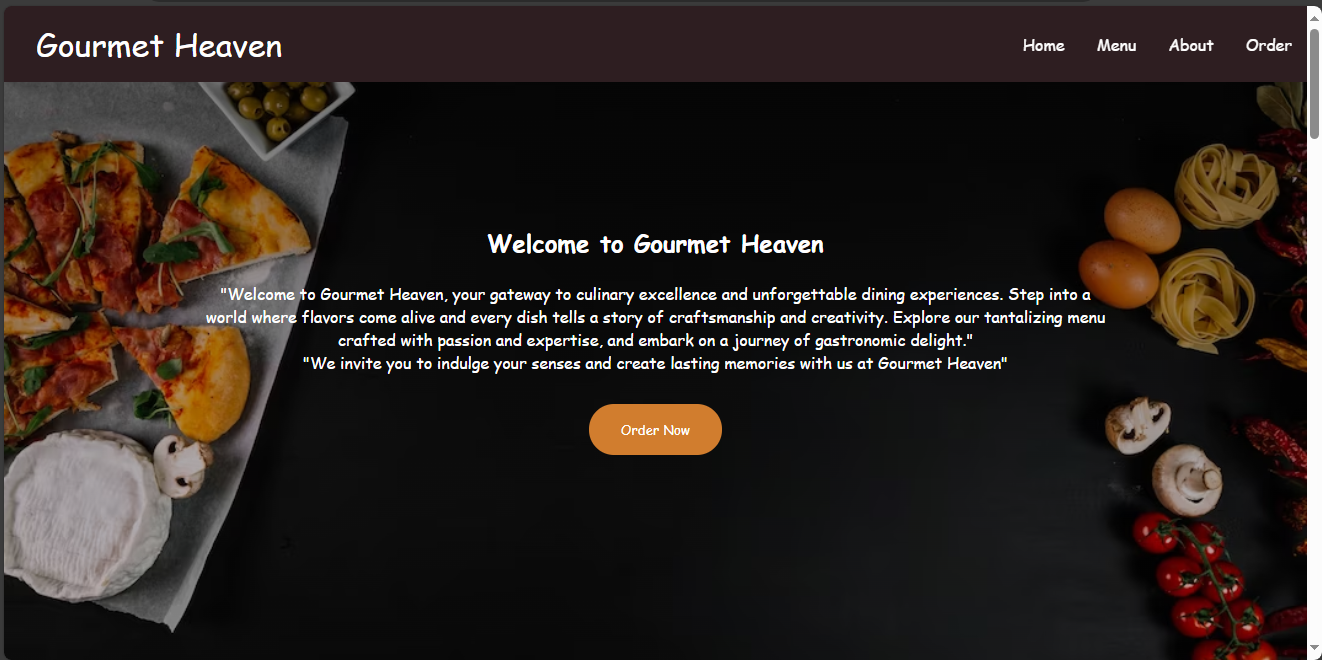 Gourmet Heaven
Home Menu About Order
Welcome to Gourmet Heaven
"Welcome to Gourmet Heaven, your gateway to culinary excellence and unforgettable dining experiences. Step into a
world where flavors come alive and every dish tells a story of craftsmanship and creativity. Explore our tantalizing menu
crafted with passion and expertise, and embark on a journey of gastronomic delight."
"We invite you to indulge your senses and create lasting memories with us at Gourmet Heaven"
Order Now